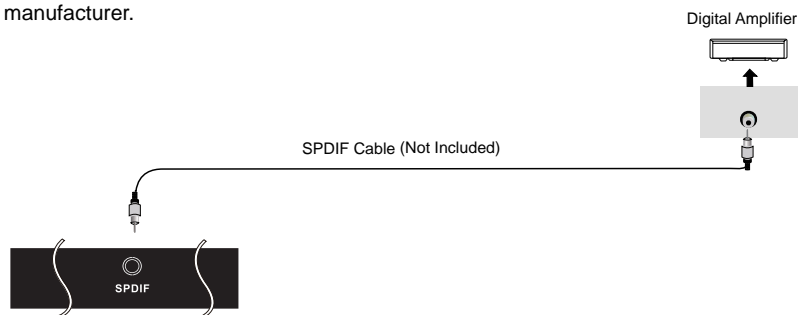 manufacturer.
Digital Amplifier
SPDIF Cable (Not Included)
SPDIF